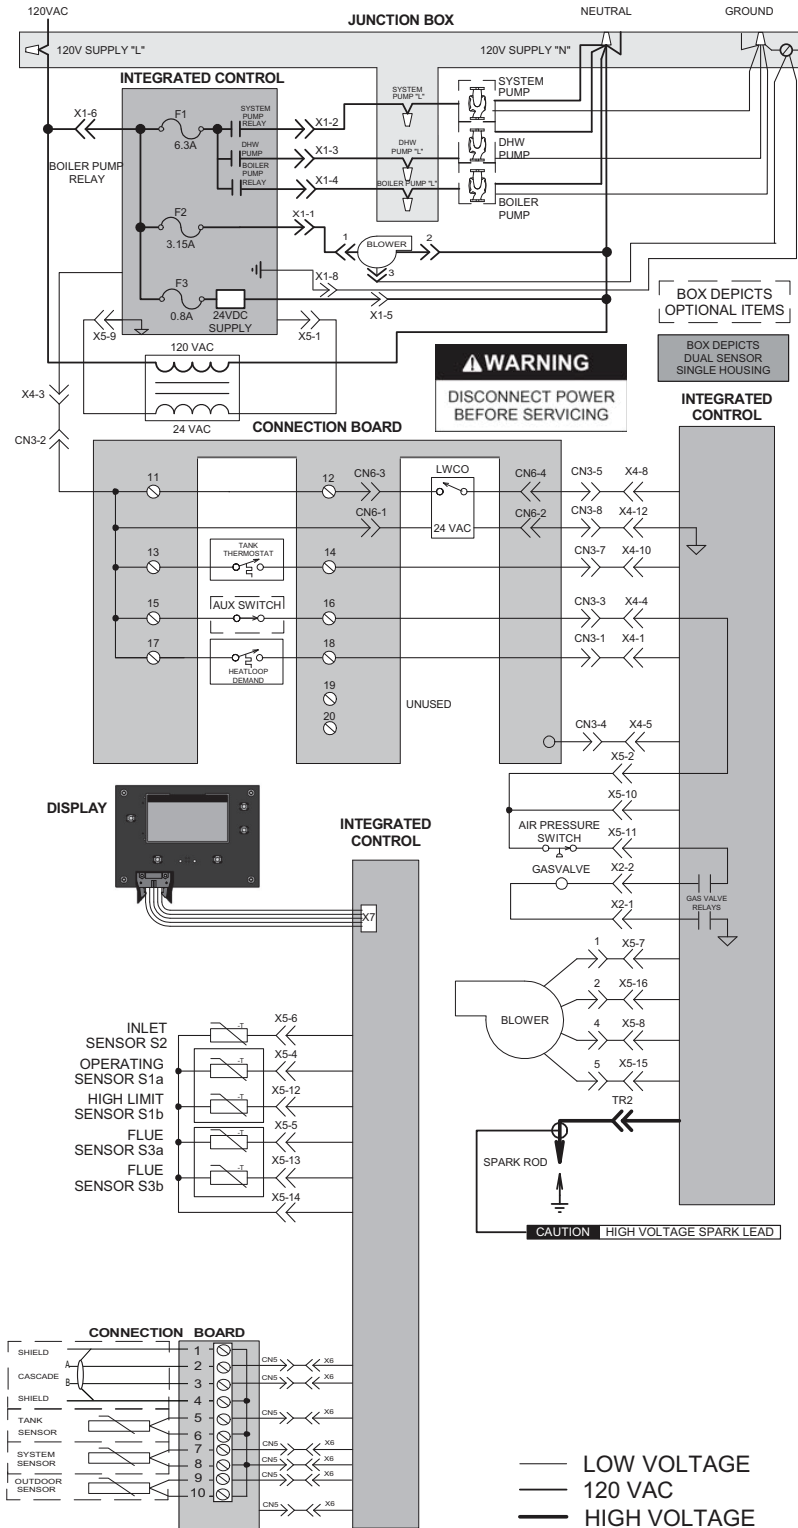 120VAC
NEUTRAL
GROUND
JUNCTION BOX
120V SUPPLY "L"
120V SUPPLY "N"
INTEGRATED CONTROL
SYSTEM
PUMP "L"
SYSTEM
PUMP
X1-6
F1
6.3A
SYSTEM
PUMP
RELAY
X1-2
DHW
PUMP
X1-3
DHW
PUMP "L"
DHW
PUMP
BOILER PUMP
RELAY
BOILER
PUMP
RELAY
X1-4
BOILER PUMP "L"
BOILER
PUMP
F2
3.15A
X1-1
1
BLOWER
2
3
X1-8
F3
0.8A
24VDC
SUPPLY
X1-5
X5-9
X5-1
BOX DEPICTS
OPTIONAL ITEMS
120 VAC
24 VAC
WARNING
DISCONNECT POWER
BEFORE SERVICING
BOX DEPICTS
DUAL SENSOR
SINGLE HOUSING
X4-3
CN3-2
CONNECTION BOARD
INTEGRATED
CONTROL
11
12
CN6-3
LWCO
CN6-4
CN3-5
X4-8
CN6-1
24 VAC
CN6-2
CN3-8
X4-12
13
TANK
THERMOSTAT
14
CN3-7
X4-10
15
AUX SWITCH
16
CN3-3
X4-4
17
HEATLOOP
DEMAND
18
CN3-1
X4-1
19
20
UNUSED
CN3-4
X4-5
X5-2
X5-10
AIR PRESSURE
SWITCH
X5-11
GASVALVE
X2-2
GAS VALVE
RELAYS
X2-1
DISPLAY
INTEGRATED
CONTROL
X7
BLOWER
1
X5-7
2
X5-16
4
X5-8
5
X5-15
TR2
SPARK ROD
CAUTION HIGH VOLTAGE SPARK LEAD
INLET
SENSOR S2
-T
X5-6
OPERATING
SENSOR S1a
-T
X5-4
HIGH LIMIT
SENSOR S1b
-T
X5-12
FLUE
SENSOR S3a
-T
X5-5
FLUE
SENSOR S3b
-T
X5-13
X5-14
CONNECTION BOARD
SHIELD
1
CASCADE
A
2
CN5
X6
B
3
CN5
X6
SHIELD
4
TANK
SENSOR
5
CN5
X6
6
SYSTEM
SENSOR
7
CN5
X6
8
CN5
X6
OUTDOOR
SENSOR
9
CN5
X6
10
CN5
X6
LOW VOLTAGE
120 VAC
HIGH VOLTAGE